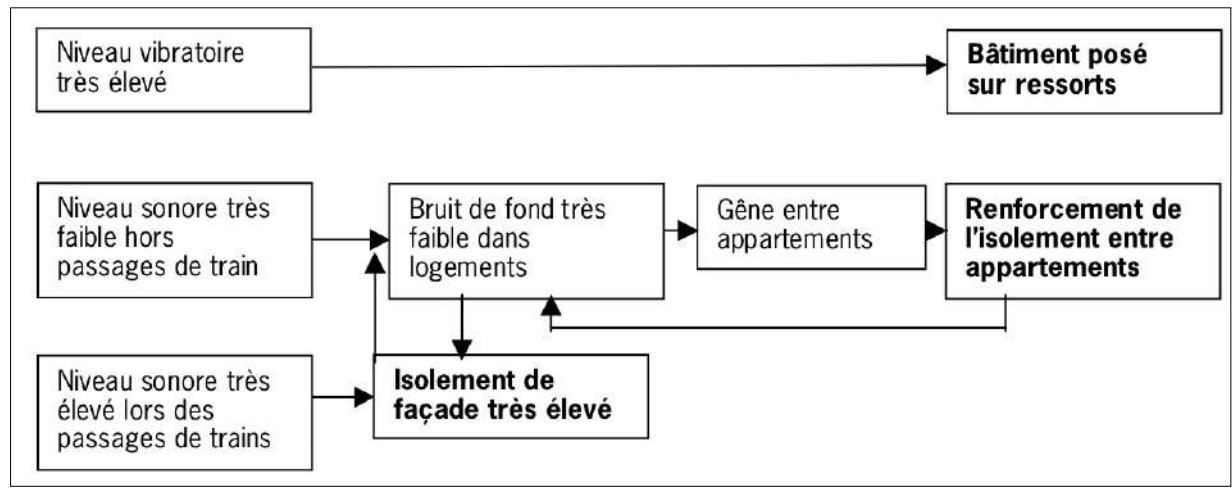 Niveau vibratoire
très élevé
Bâtiment posé
sur ressorts
Niveau sonore très
faible hors
passages de train
Bruit de fond très
faible dans
logements
Gêne entre
appartements
Renforcement de
l'isolement entre
appartements
Niveau sonore très
élevé lors des
passages de trains
Isolement de
façade très élevé